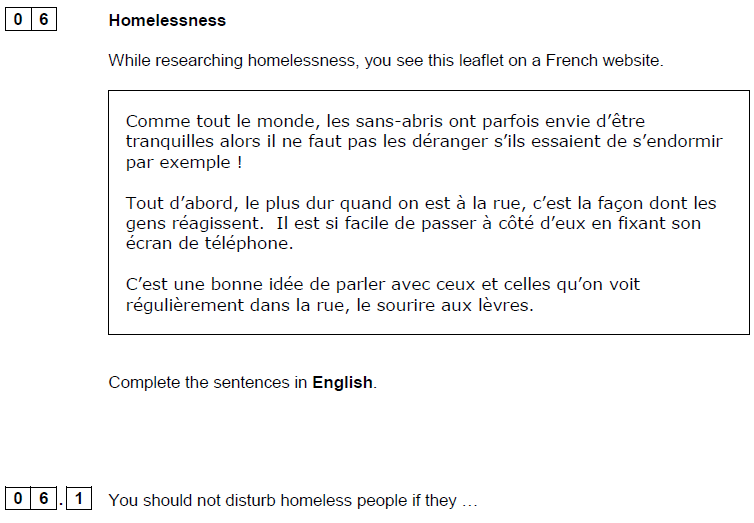 0 6 Homelessness
While researching homelessness, you see this leaflet on a French website.
Comme tout le monde, les sans-abris ont parfois envie d’être
tranquilles alors il ne faut pas les déranger s’ils essaient de s’endormir
par exemple !
Tout d’abord, le plus dur quand on est à la rue, c’est la façon dont les
gens réagissent. Il est si facile de passer à côté d’eux en fixant son
écran de téléphone.
C’est une bonne idée de parler avec ceux et celles qu’on voit
régulièrement dans la rue, le sourire aux lèvres.
Complete the sentences in English.
0 6 . 1 You should not disturb homeless people if they …